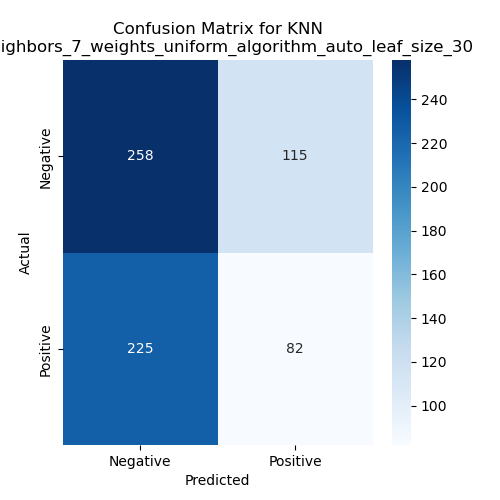 Confusion Matrix for KNN
ighbors_7_weights_uniform_algorithm_auto_leaf_size_30
Negative
258
115
Actual
Positive
225
82
Negative
Positive
Predicted
240
220
200
180
160
140
120
100